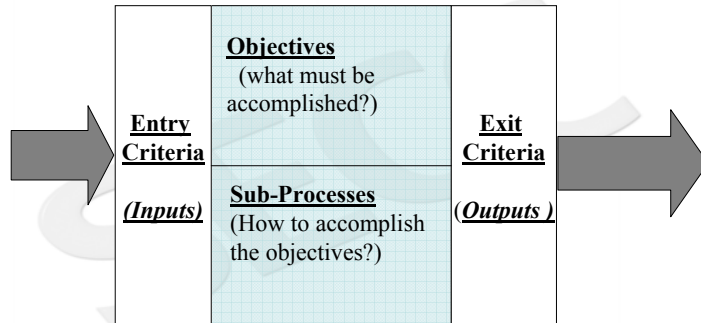 Entry
Criteria
(Inputs)
Objectives
(what must be
accomplished?)
Sub-Processes
(How to accomplish
the objectives?)
Exit
Criteria
(Outputs )